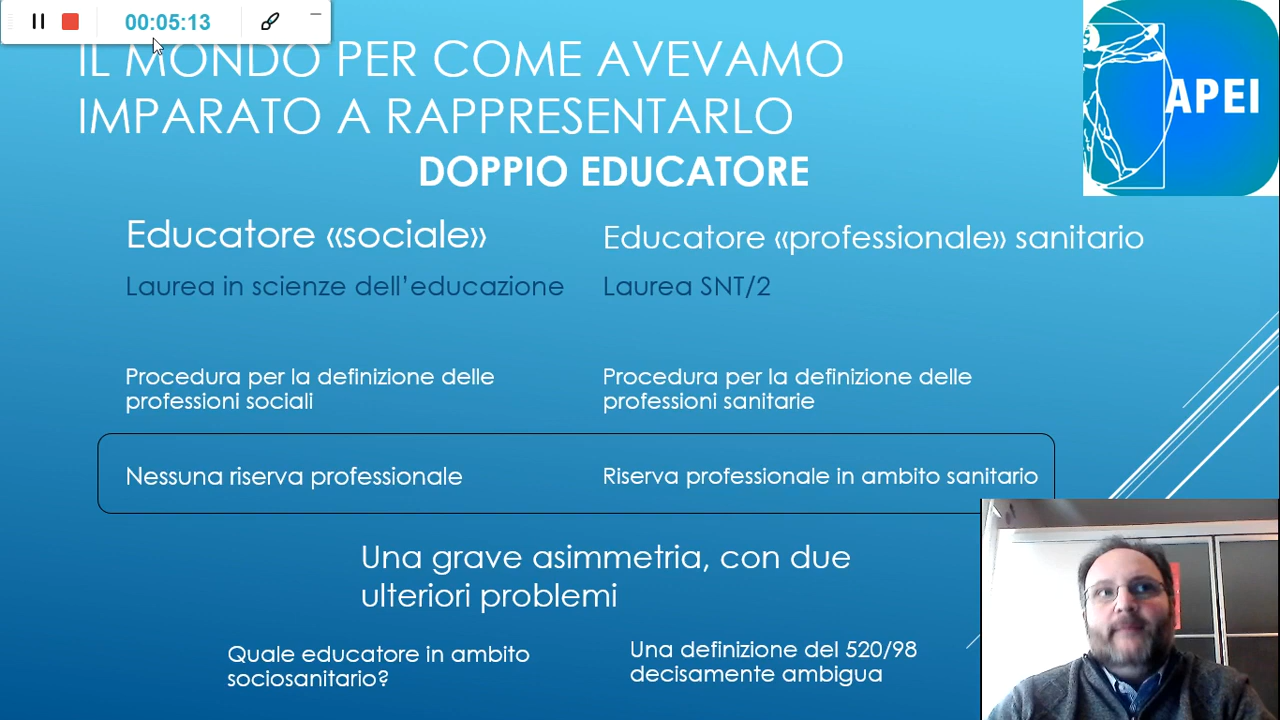 00:05:13
IL MONDO PER COME AVEVAMO
IMPARATO A RAPPRESENTARLO
APEI
DOPPIO EDUCATORE
Educatore «sociale»
Laurea in scienze dell'educazione
Procedura per la definizione delle
professioni sociali
Nessuna riserva professionale
Educatore «professionale» sanitario
Laurea SNT/2
Procedura per la definizione delle
professioni sanitarie
Riserva professionale in ambito sanitario
Una grave asimmetria, con due
ulteriori problemi
Quale educatore in ambito
sociosanitario?
Una definizione del 520/98
decisamente ambigua